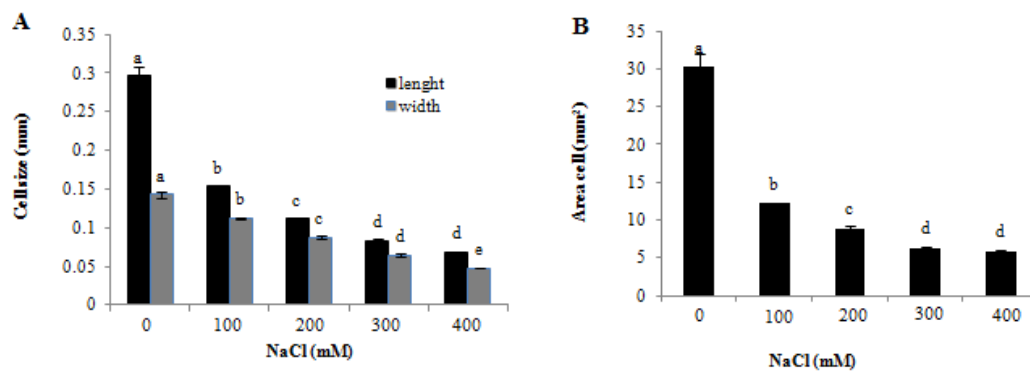 A
Cell size (mm)
0.35
0.3
0.25
0.2
0.15
0.1
0.05
0
a
a
b
b
c
c
d
d
d
e
lenght
width
0 100 200 300 400
NaCl (mM)
B
Area cell (mm²)
35
30
25
20
15
10
5
0
a
b
c
d
d
0 100 200 300 400
NaCl (mM)